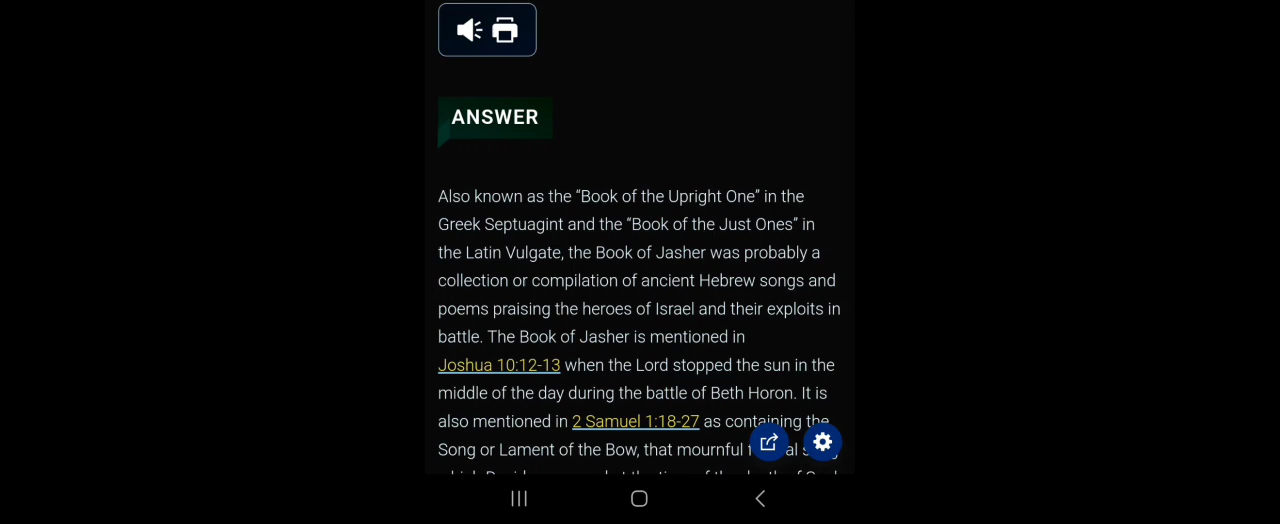 ANSWER
Also known as the “Book of the Upright One” in the
Greek Septuagint and the “Book of the Just Ones” in
the Latin Vulgate, the Book of Jasher was probably a
collection or compilation of ancient Hebrew songs and
poems praising the heroes of Israel and their exploits in
battle. The Book of Jasher is mentioned in
Joshua 10:12-13 when the Lord stopped the sun in the
middle of the day during the battle of Beth Horon. It is
also mentioned in 2 Samuel 1:18-27 as containing the
Song or Lament of the Bow, that mournful